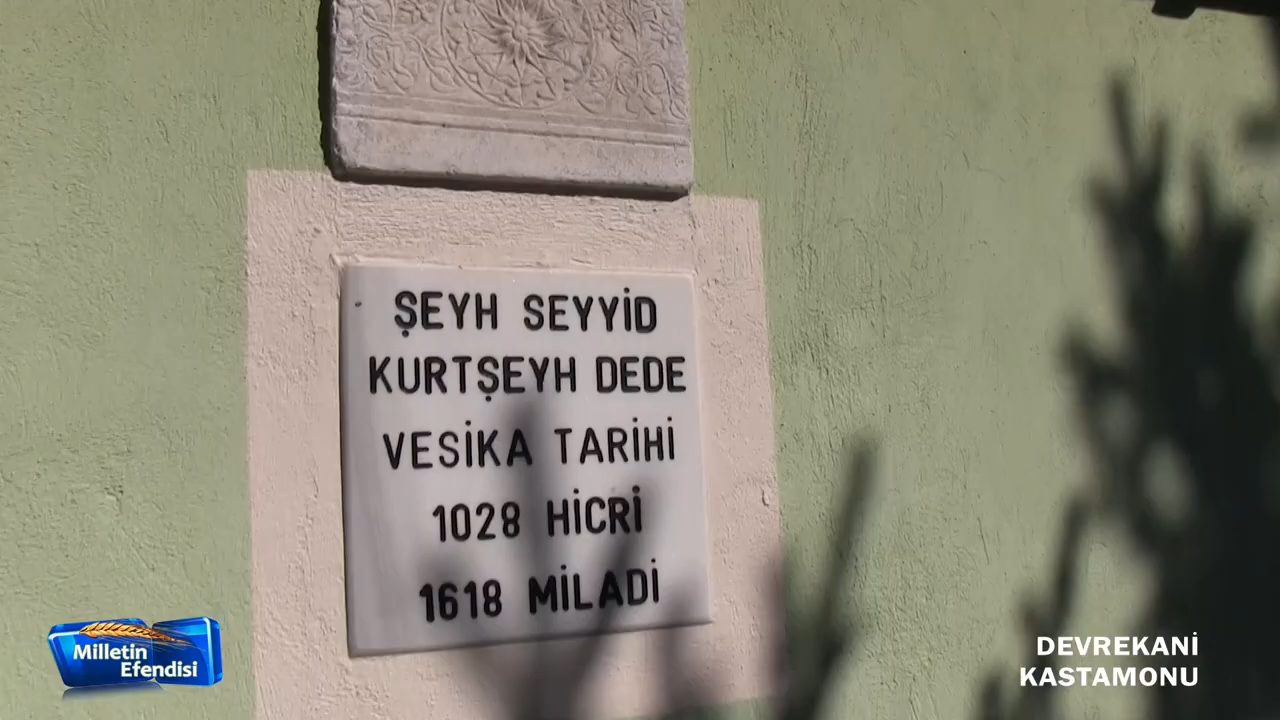 ŞEYH SEYYİD
KURTŞEYH DEDE
VESİKA TARİHİ
1028 HİCRİ
1618 MİLADİ
Milletin
Efendisi
DEVREKANİ
KASTAMONU